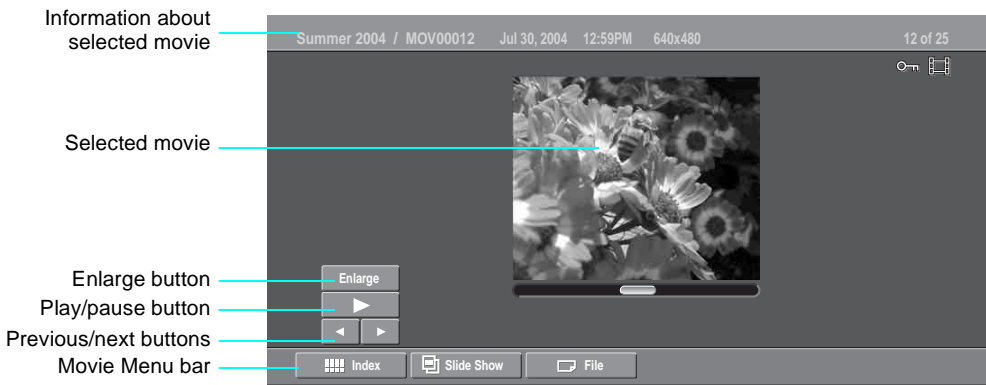 Information about
selected movie
Summer 2004 / MOV00012 Jul 30, 2004 12:59PM 640x480 12 of 25
Selected movie
Enlarge button
Enlarge
Play/pause button
Previous/next buttons
Movie Menu bar
Index Slide Show File